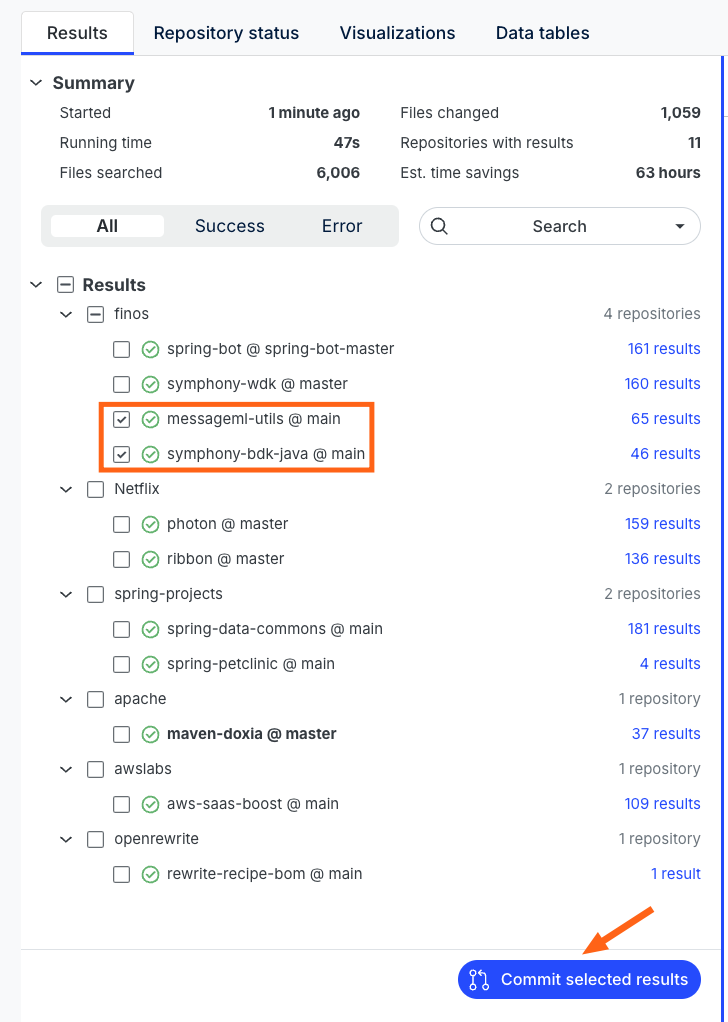 Results Repository status Visualizations Data tables
Summary
Started 1 minute ago Files changed 1,059
Running time 47s Repositories with results 11
Files searched 6,006 Est. time savings 63 hours
All Success Error Search
Results
finos 4 repositories
spring-bot @ spring-bot-master 161 results
symphony-wdk @ master 160 results
messageml-utils @ main 65 results
symphony-bdk-java @ main 46 results
Netflix 2 repositories
photon @ master 159 results
ribbon @ master 136 results
spring-projects 2 repositories
spring-data-commons @ main 181 results
spring-petclinic @ main 4 results
apache 1 repository
maven-doxia @ master 37 results
awslabs 1 repository
aws-saas-boost @ main 109 results
openrewrite 1 repository
rewrite-recipe-bom @ main 1 result
Commit selected results